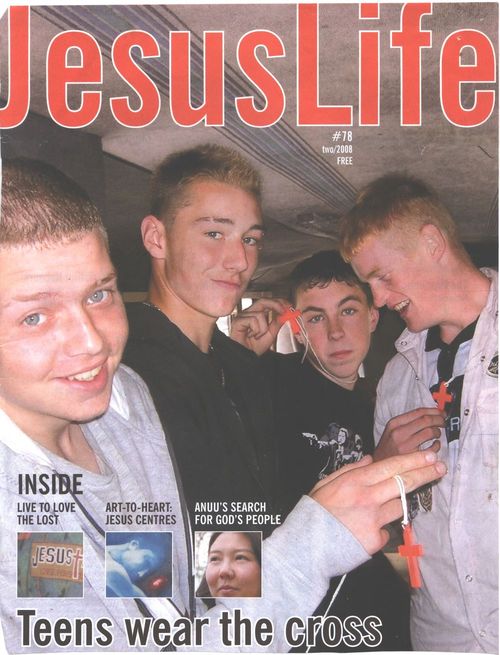 JesusLife
#78
two/2008
FREE
INSIDE
LIVE TO LOVE
THE LOST
ART-TO-HEART:
JESUS CENTRES
ANUU'S SEARCH
FOR GOD'S PEOPLE
JESUS
Teens wear the cross